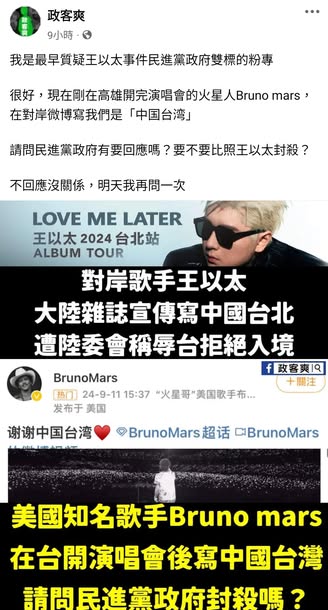 政客爽
9小時
我是最早質疑王以太事件民進黨政府雙標的粉專
很好，現在剛在高雄開完演唱會的火星人Bruno mars，
在對岸微博寫我們是「中国台湾」
請問民進黨政府有要回應嗎？要不要比照王以太封殺？
不回應沒關係，明天我再問一次
LOVE ME LATER
王以太 2024 台北站
ALBUM TOUR
對岸歌手王以太
大陸雜誌宣傳寫中國台北
遭陸委會稱辱台拒絕入境
政客爽
BrunoMars
+关注
热门 24-9-11 15:37 “火星哥”美国歌手布...
发布于 美国
谢谢中国台湾❤ BrunoMars超话 BrunoMars
美國知名歌手Bruno mars
在台開演唱會後寫中國台灣
請問民進黨政府封殺嗎？